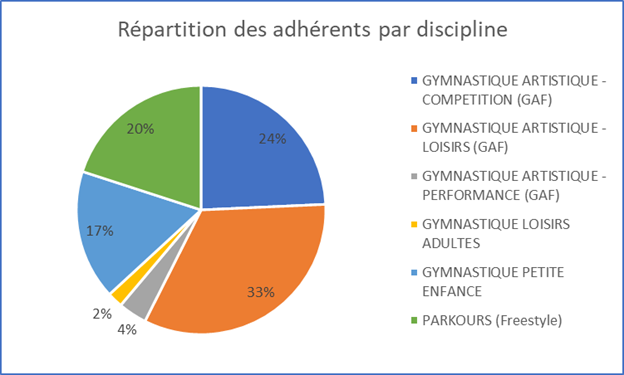 Répartition des adhérents par discipline
GYMNASTIQUE ARTISTIQUE -
COMPETITION (GAF)
GYMNASTIQUE ARTISTIQUE -
LOISIRS (GAF)
GYMNASTIQUE ARTISTIQUE -
PERFORMANCE (GAF)
GYMNASTIQUE LOISIRS
ADULTES
GYMNASTIQUE PETITE
ENFANCE
PARKOURS (Freestyle)
24%
33%
4%
2%
17%
20%